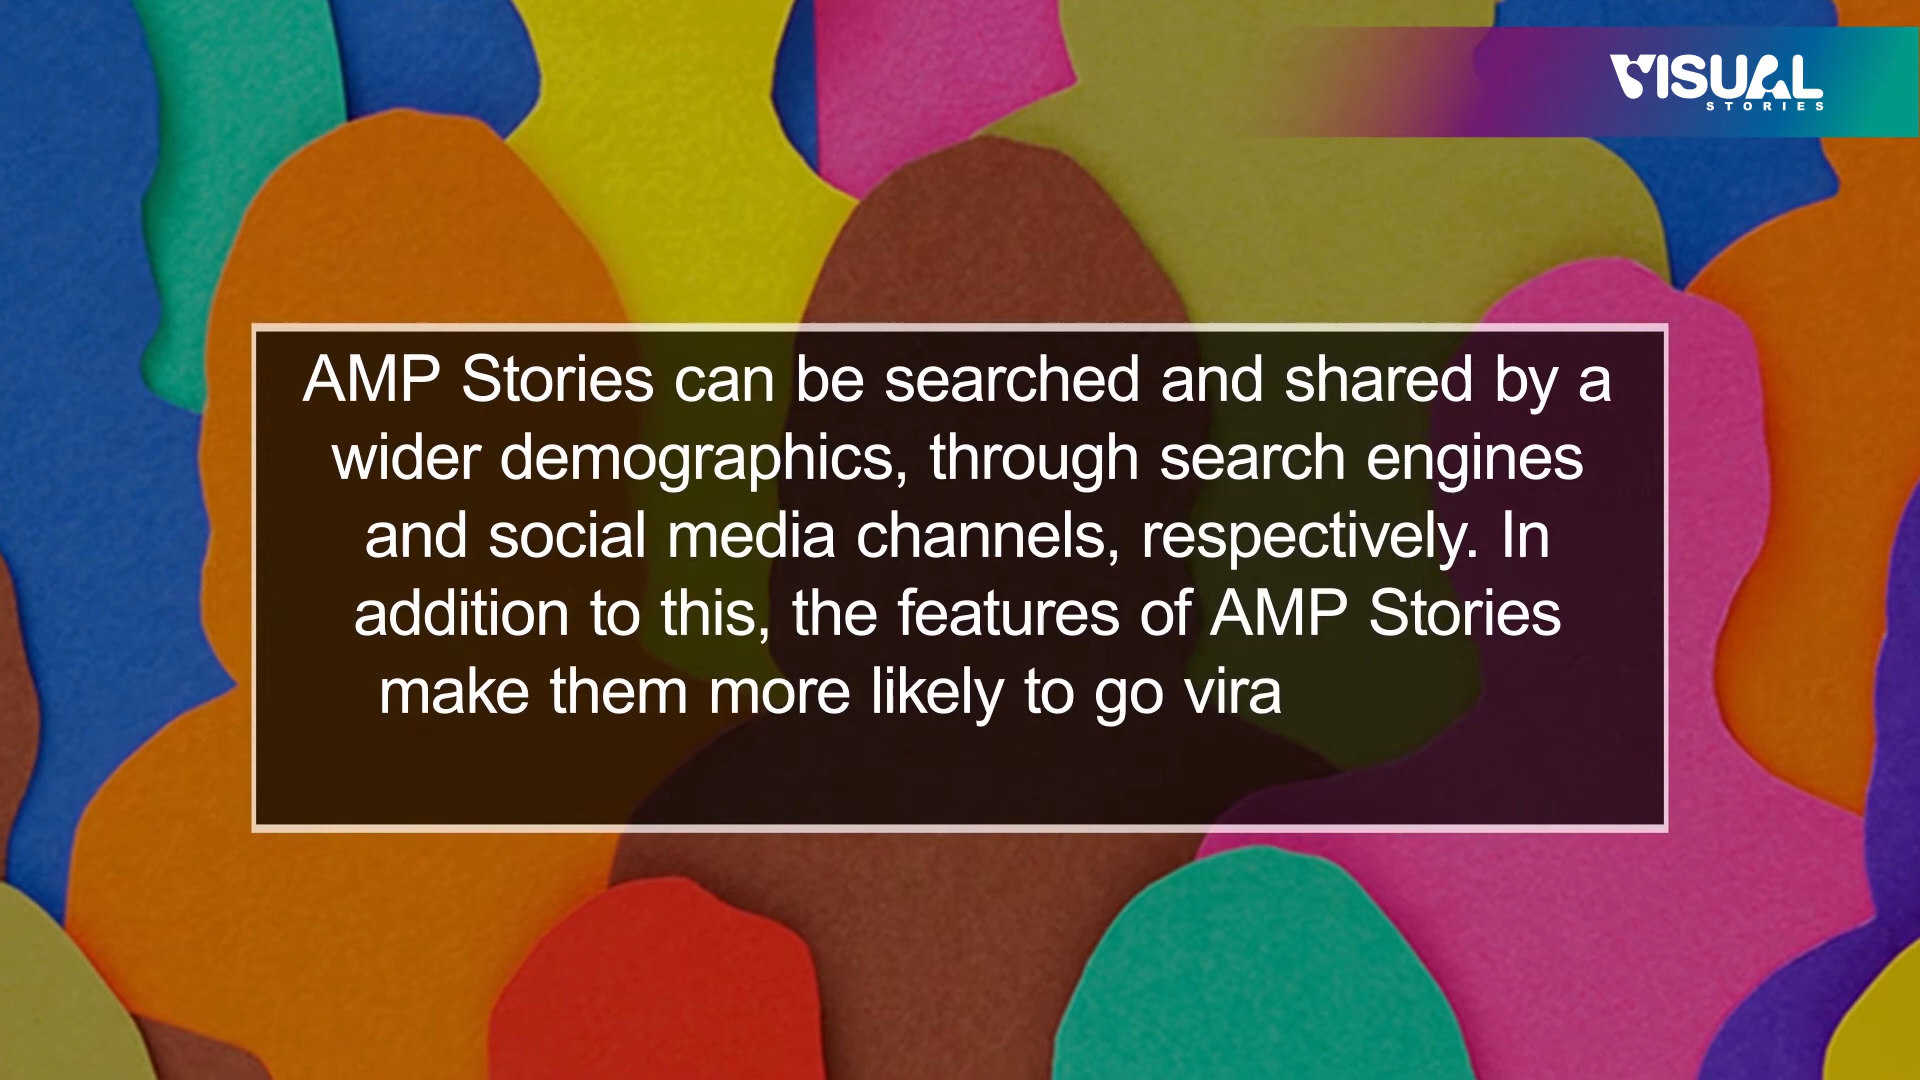 VISUAL
STORIES
AMP Stories can be searched and shared by a
wider demographics, through search engines
and social media channels, respectively. In
addition to this, the features of AMP Stories
make them more likely to go vira